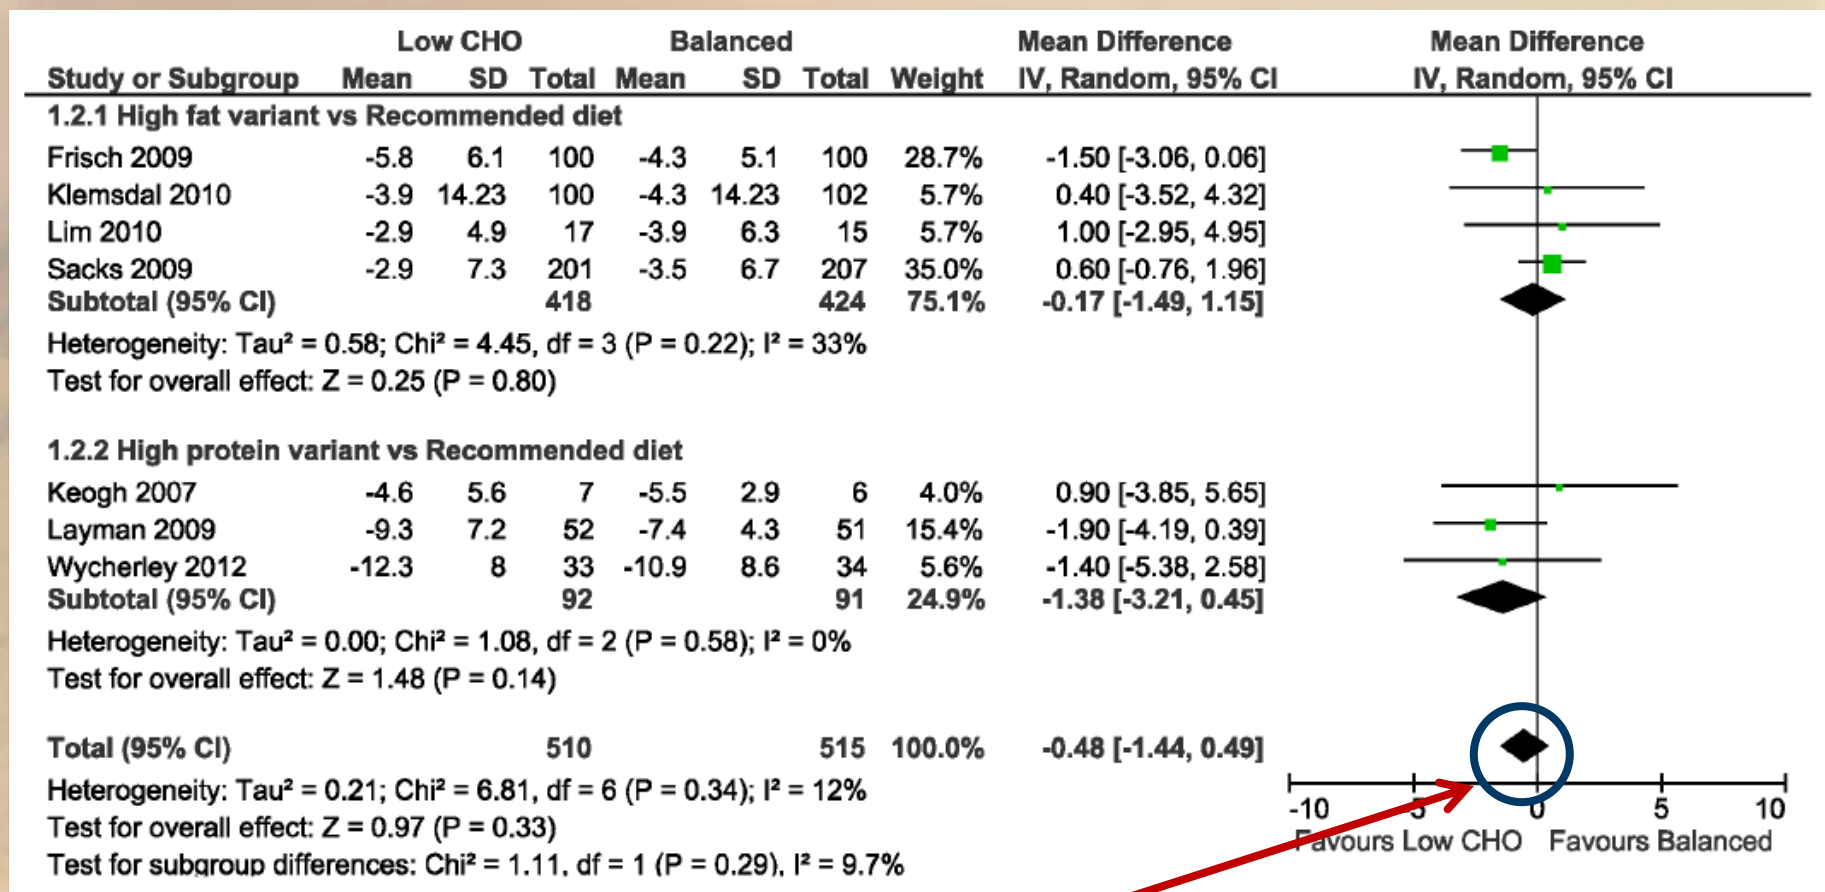 Low CHO Balanced Mean Difference Mean Difference
Study or Subgroup Mean SD Total Mean SD Total Weight IV, Random, 95% CI IV, Random, 95% CI
1.2.1 High fat variant vs Recommended diet
Frisch 2009 -5.8 6.1 100 -4.3 5.1 100 28.7% -1.50 [-3.06, 0.06]
Klemsdal 2010 -3.9 14.23 100 -4.3 14.23 102 5.7% 0.40 [-3.52, 4.32]
Lim 2010 -2.9 4.9 17 -3.9 6.3 15 5.7% 1.00 [-2.95, 4.95]
Sacks 2009 -2.9 7.3 201 -3.5 6.7 207 35.0% 0.60 [-0.76, 1.96]
Subtotal (95% CI) 418 424 75.1% -0.17 [-1.49, 1.15]
Heterogeneity: Tau² = 0.58; Chi² = 4.45, df = 3 (P = 0.22); I² = 33%
Test for overall effect: Z = 0.25 (P = 0.80)
1.2.2 High protein variant vs Recommended diet
Keogh 2007 -4.6 5.6 7 -5.5 2.9 6 4.0% 0.90 [-3.85, 5.65]
Layman 2009 -9.3 7.2 52 -7.4 4.3 51 15.4% -1.90 [-4.19, 0.39]
Wycherley 2012 -12.3 8 33 -10.9 8.6 34 5.6% -1.40 [-5.38, 2.58]
Subtotal (95% CI) 92 91 24.9% -1.38 [-3.21, 0.45]
Heterogeneity: Tau² = 0.00; Chi² = 1.08, df = 2 (P = 0.58); I² = 0%
Test for overall effect: Z = 1.48 (P = 0.14)
Total (95% CI) 510 515 100.0% -0.48 [-1.44, 0.49]
Heterogeneity: Tau² = 0.21; Chi² = 6.81, df = 6 (P = 0.34); I² = 12%
-10 -5 0 5 10
Test for overall effect: Z = 0.97 (P = 0.33)
Favours Low CHO Favours Balanced
Test for subgroup differences: Chi² = 1.11, df = 1 (P = 0.29), I² = 9.7%